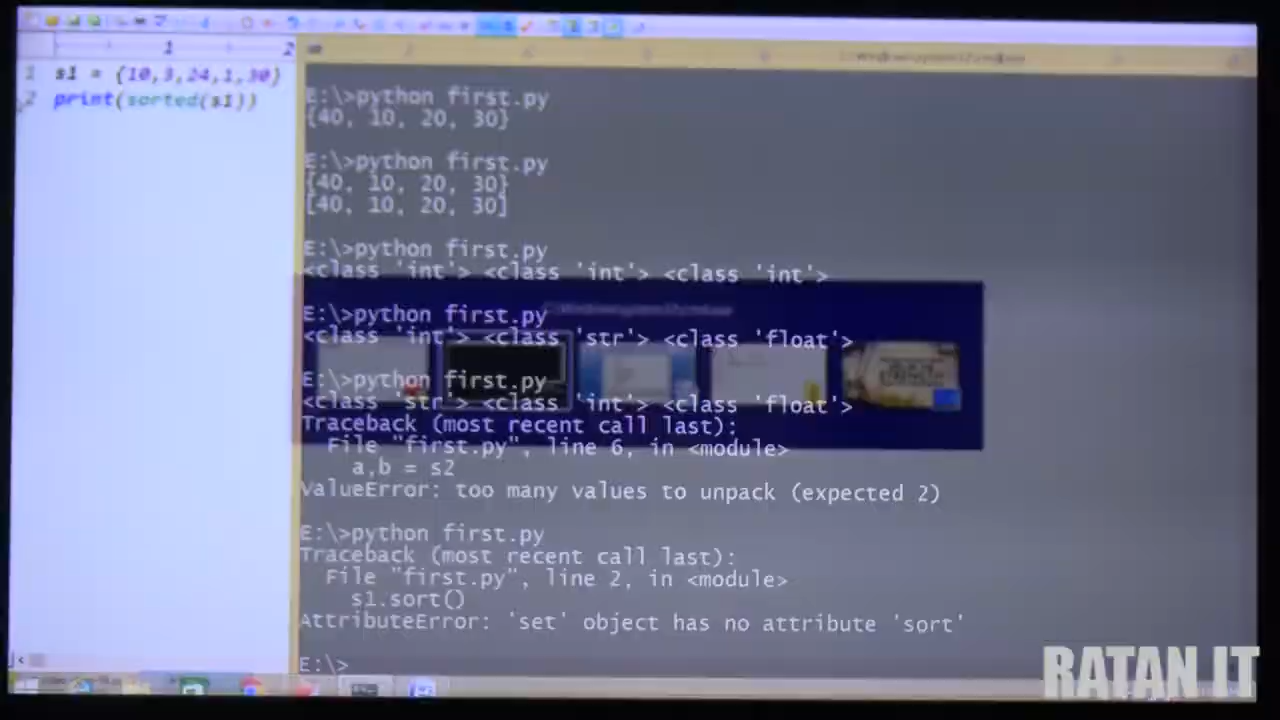 1 2
1 s1 = {10,3,24,1,30}
2 print(sorted(s1))
E:\>python first.py
{40, 10, 20, 30}
E:\>python first.py
{40, 10, 20, 30}
[40, 10, 20, 30]
E:\>python first.py
<class 'int'> <class 'int'> <class 'int'>
E:\>python first.py
<class 'int'> <class 'str'> <class 'float'>
E:\>python first.py
<class 'str'> <class 'int'> <class 'float'>
Traceback (most recent call last):
File "first.py", line 6, in <module>
a,b = s2
ValueError: too many values to unpack (expected 2)
E:\>python first.py
Traceback (most recent call last):
File "first.py", line 2, in <module>
s1.sort()
AttributeError: 'set' object has no attribute 'sort'
E:\>
RATAN IT